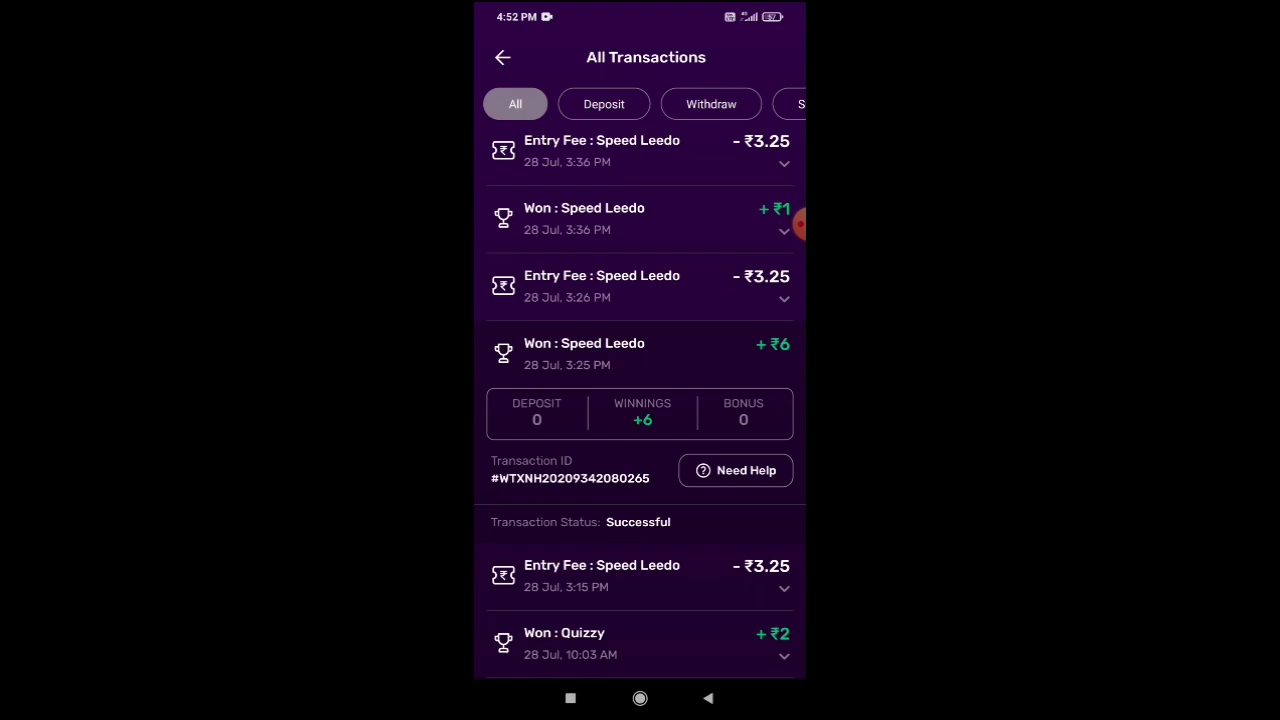 4:52 PM
57
All Transactions
All
Deposit
Withdraw
S
Entry Fee : Speed Leedo
- ₹3.25
28 Jul, 3:36 PM
Won : Speed Leedo
+ ₹1
28 Jul, 3:36 PM
Entry Fee : Speed Leedo
- ₹3.25
28 Jul, 3:26 PM
Won : Speed Leedo
+ ₹6
28 Jul, 3:25 PM
DEPOSIT
WINNINGS
BONUS
0
+6
0
Transaction ID
#WTXNH20209342080265
Need Help
Transaction Status: Successful
Entry Fee : Speed Leedo
- ₹3.25
28 Jul, 3:15 PM
Won : Quizzy
+ ₹2
28 Jul, 10:03 AM